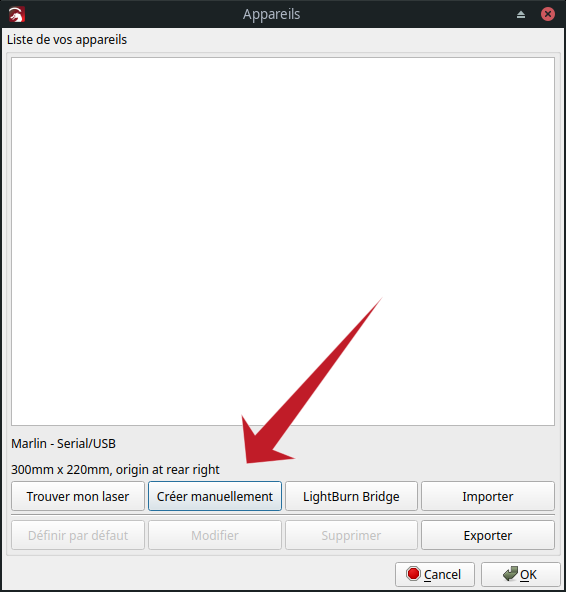 Appareils
Liste de vos appareils
Marlin - Serial/USB
300mm x 220mm, origin at rear right
Trouver mon laser Créer manuellement LightBurn Bridge Importer
Définir par défaut Modifier Supprimer Exporter
Cancel OK